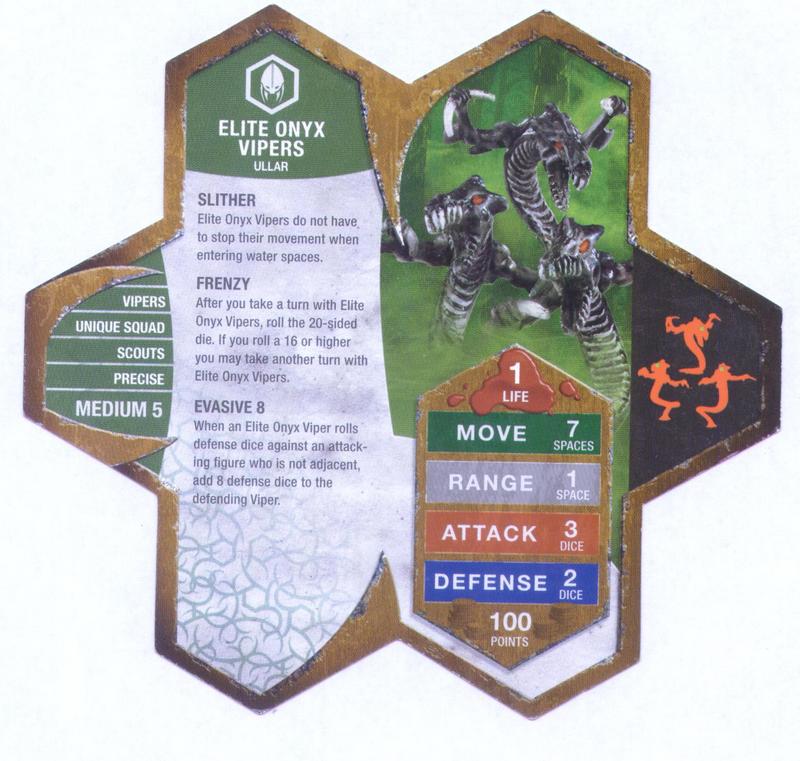 ELITE ONYX
VIPERS
ULLAR
SLITHER
Elite Onyx Vipers do not have
to stop their movement when
entering water spaces.
FRENZY
After you take a turn with Elite
Onyx Vipers, roll the 20-sided
die. If you roll a 16 or higher
you may take another turn with
Elite Onyx Vipers.
EVASIVE 8
When an Elite Onyx Viper rolls
defense dice against an attack-
ing figure who is not adjacent,
add 8 defense dice to the
defending Viper.
VIPERS
UNIQUE SQUAD
SCOUTS
PRECISE
MEDIUM 5
1
LIFE
MOVE 7
SPACES
RANGE 1
SPACE
ATTACK 3
DICE
DEFENSE 2
DICE
100
POINTS